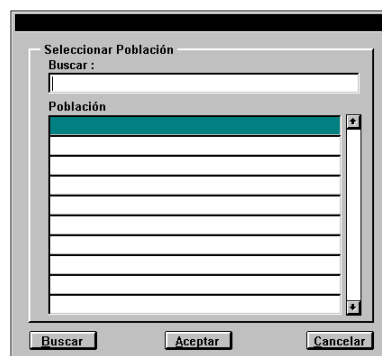 Seleccionar Población
Buscar :
Población
Buscar Aceptar Cancelar